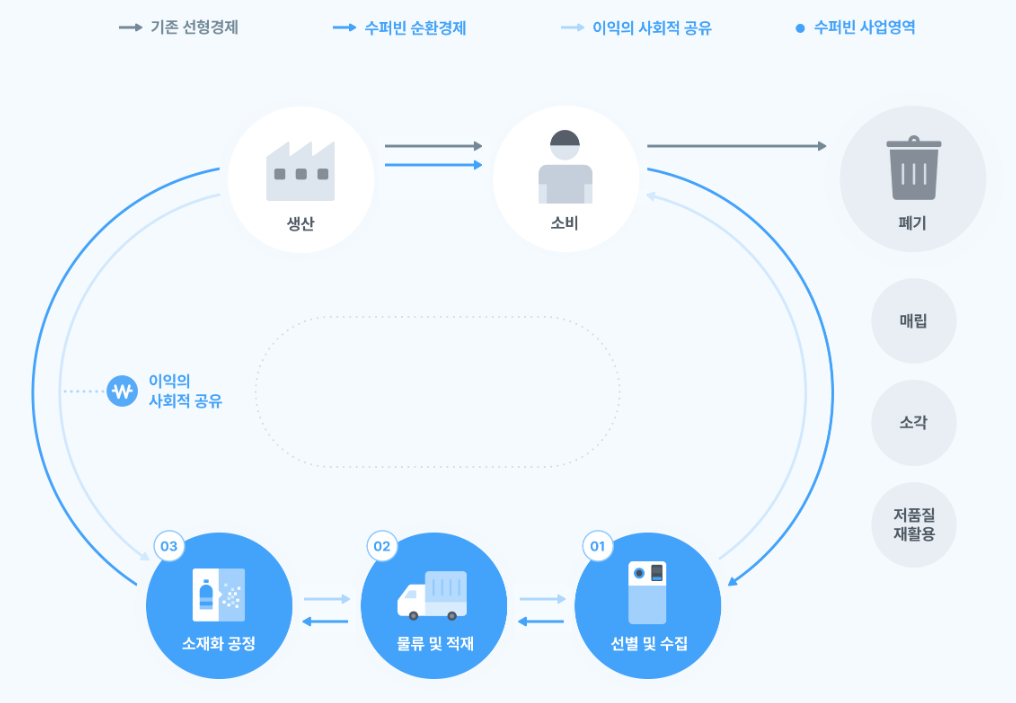 기존 선형경제
수퍼빈 순환경제
이익의 사회적 공유
수퍼빈 사업영역
생산
소비
폐기
매립
이익의
사회적 공유
소각
저품질
재활용
03
02
01
소재화 공정
물류 및 적재
선별 및 수집